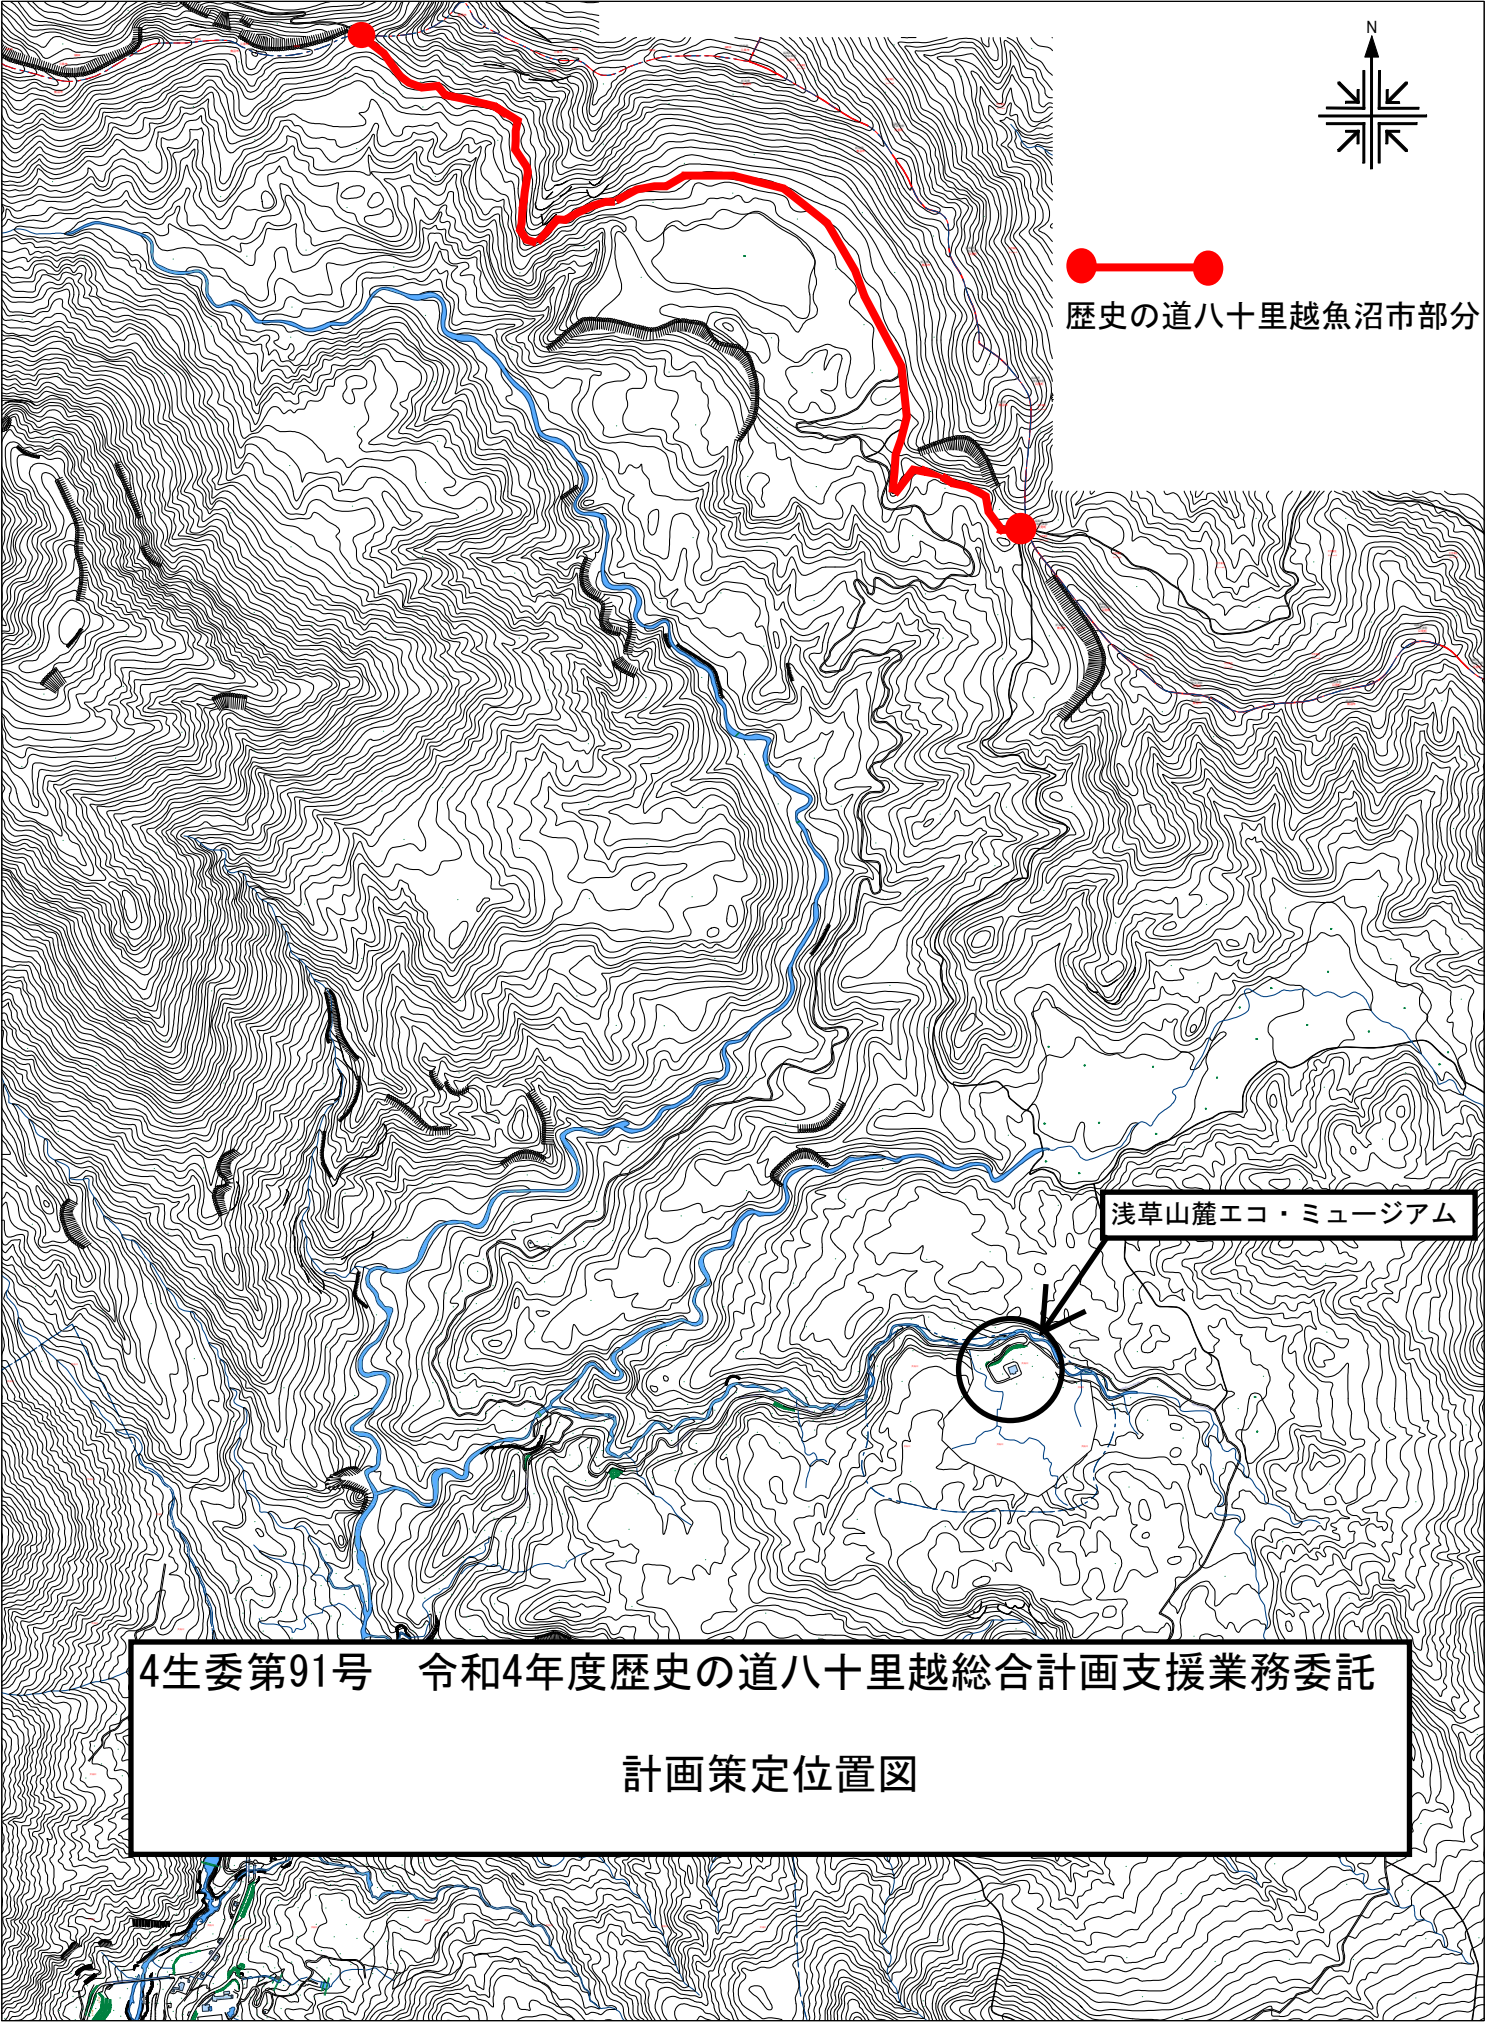 N
歴史の道八十里越魚沼市部分
浅草山麓エコ・ミュージアム
4生委第91号　令和4年度歴史の道八十里越総合計画支援業務委託
計画策定位置図